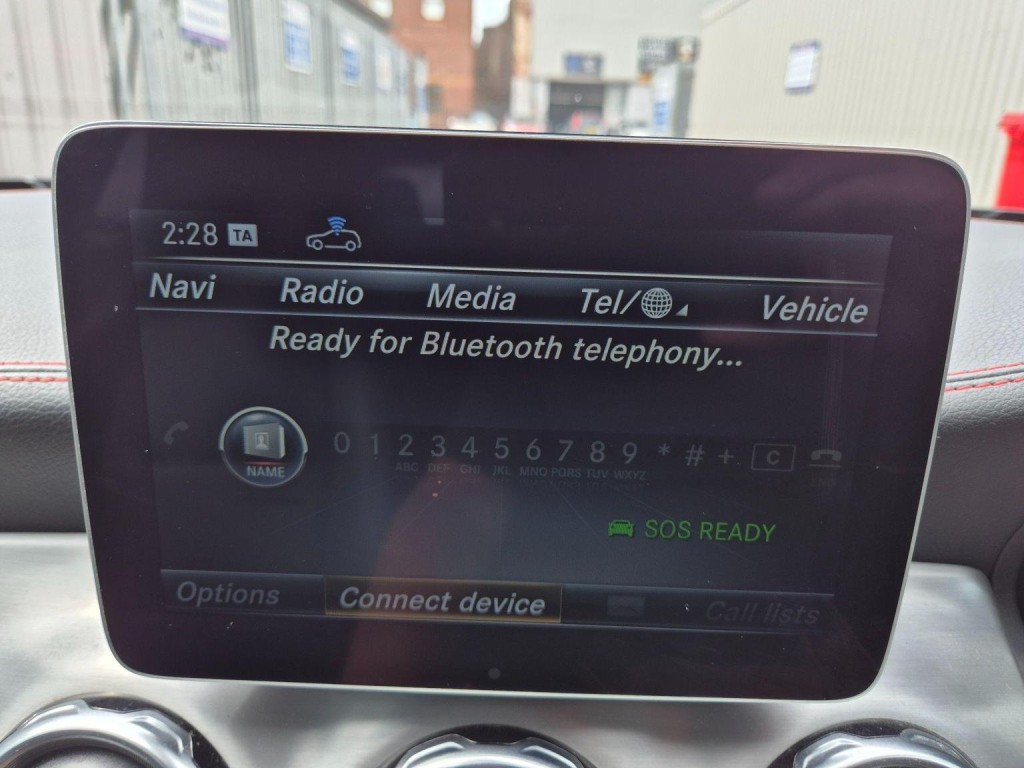 2:28 TA
Navi Radio Media Tel/ Vehicle
Ready for Bluetooth telephony...
NAME 0 1 2 3 4 5 6 7 8 9 * # + C
ABC DEF GHI JKL MNO PQRS TUV WXYZ
SOS READY
Options Connect device Call lists